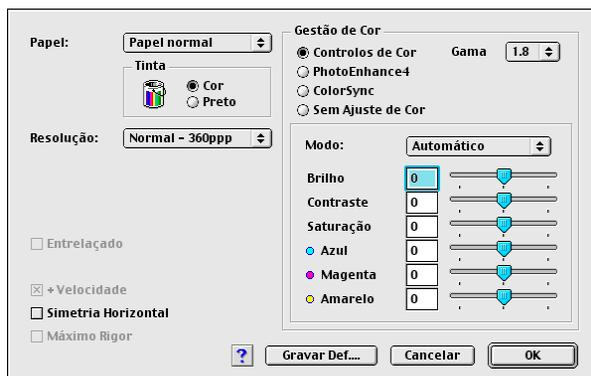 Papel: Papel normal
Tinta
Cor
Preto
Resolução: Normal - 360ppp
Entrelaçado
+ Velocidade
Simetria Horizontal
Máximo Rigor
Gestão de Cor
Controlos de Cor Gama 1.8
PhotoEnhance4
ColorSync
Sem Ajuste de Cor
Modo: Automático
Brilho 0
Contraste 0
Saturação 0
Azul 0
Magenta 0
Amarelo 0
? Gravar Def.... Cancelar OK